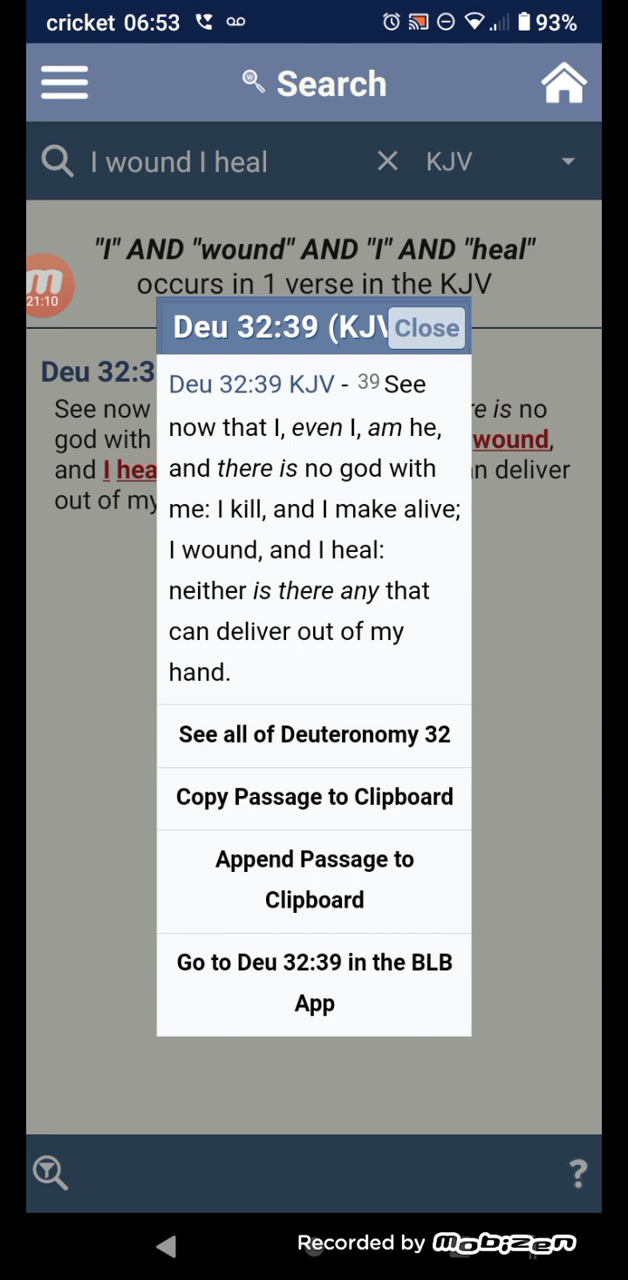 cricket 06:53 93%
Search
I wound I heal KJV
"I" AND "wound" AND "I" AND "heal"
occurs in 1 verse in the KJV
21:10
Deu 32:39 (KJV Close
Deu 32:3
See now re is no
god with wound,
and I hea n deliver
out of my
Deu 32:39 KJV - 39 See
now that I, even I, am he,
and there is no god with
me: I kill, and I make alive;
I wound, and I heal:
neither is there any that
can deliver out of my
hand.
See all of Deuteronomy 32
Copy Passage to Clipboard
Append Passage to
Clipboard
Go to Deu 32:39 in the BLB
App
?
Recorded by mobizen